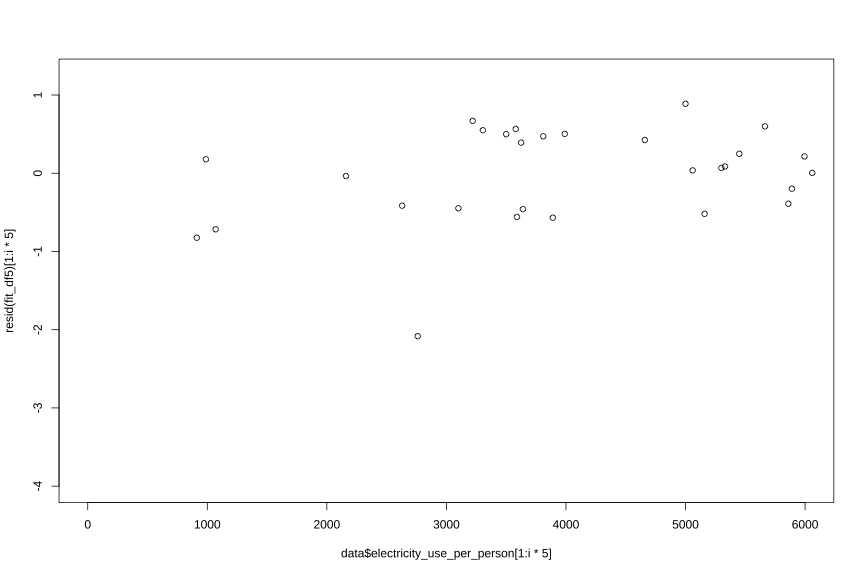 1
0
-1
-2
-3
-4
resid(fit_df5)[1:i * 5]
0 1000 2000 3000 4000 5000 6000
data$electricity_use_per_person[1:i * 5]